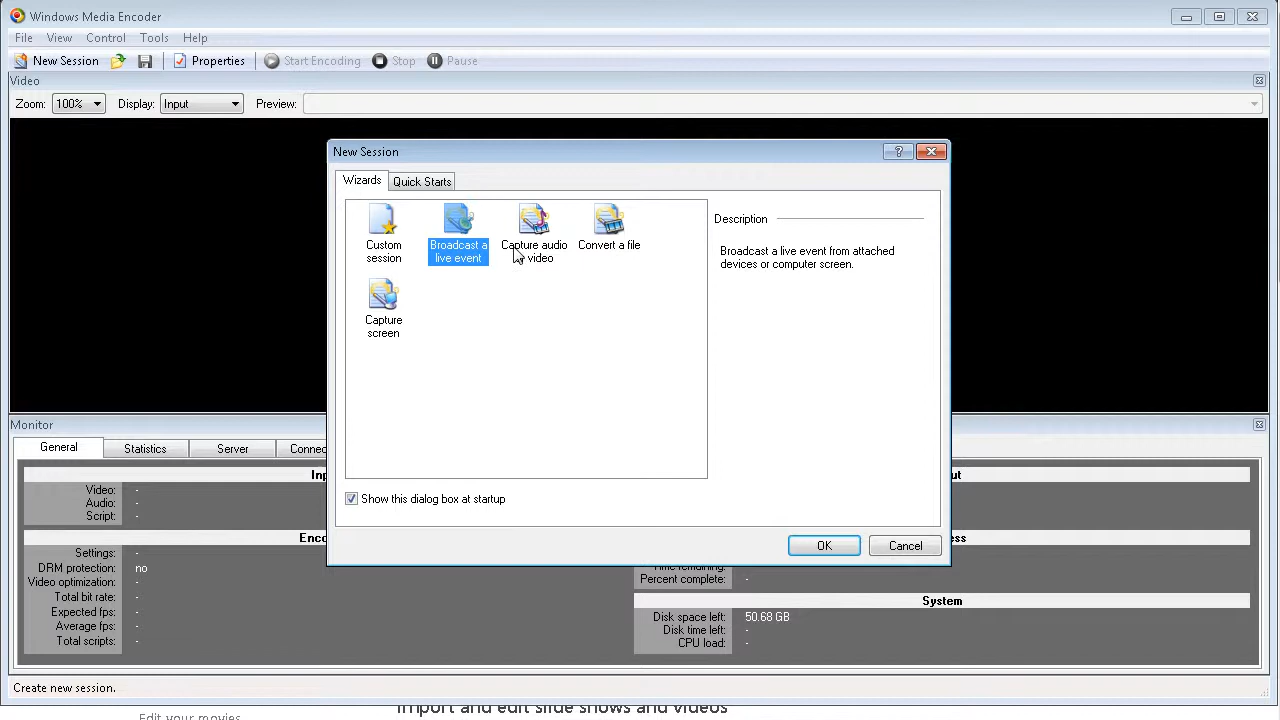 Windows Media Encoder
File View Control Tools Help
New Session Properties Start Encoding Stop Pause
Video
Zoom: 100% Display: Input Preview:
New Session
Wizards Quick Starts
Custom session
Broadcast a live event
Capture audio video
Convert a file
Capture screen
Description
Broadcast a live event from attached
devices or computer screen.
Show this dialog box at startup
OK Cancel
Monitor
General Statistics Server
Video: -
Audio: -
Script: -
Settings: -
DRM protection: no
Video optimization: -
Total bit rate: -
Expected fps: -
Average fps: -
Total scripts: -
Time remaining:
Percent complete: -
System
Disk space left: 50.68 GB
Disk time left: -
CPU load: -
Create new session.
Edit your movies
Import and edit slide shows and videos